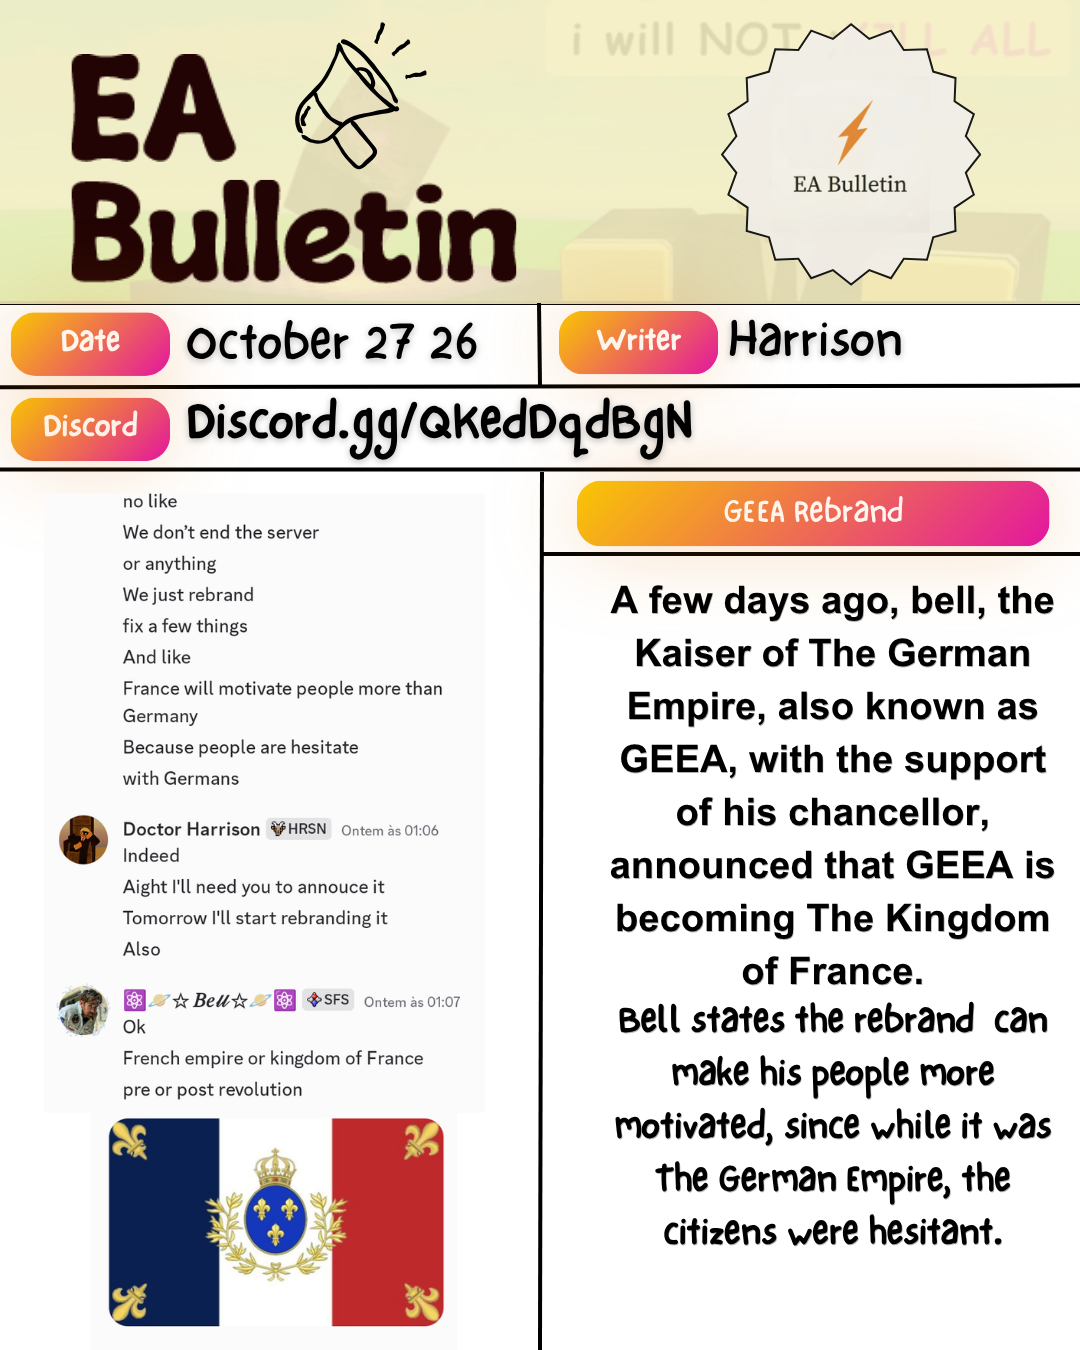 i will NOT KILL ALL
EA
Bulletin
EA Bulletin
Date
October 27 26
Writer
Harrison
Discord
Discord.gg/QKedDqdBgN
no like
We don't end the server
or anything
We just rebrand
fix a few things
And like
France will motivate people more than
Germany
Because people are hesitate
with Germans
Doctor Harrison HRSN Ontem às 01:06
Indeed
Aight I'll need you to annouce it
Tomorrow I'll start rebranding it
Also
⚛️🪐☆ 𝑩𝒆𝒍𝒍☆🪐⚛️ SFS Ontem às 01:07
Ok
French empire or kingdom of France
pre or post revolution
GEEA Rebrand
A few days ago, bell, the
Kaiser of The German
Empire, also known as
GEEA, with the support
of his chancellor,
announced that GEEA is
becoming The Kingdom
of France.
Bell states the rebrand can
make his people more
motivated, since while it was
The German Empire, the
citizens were hesitant.